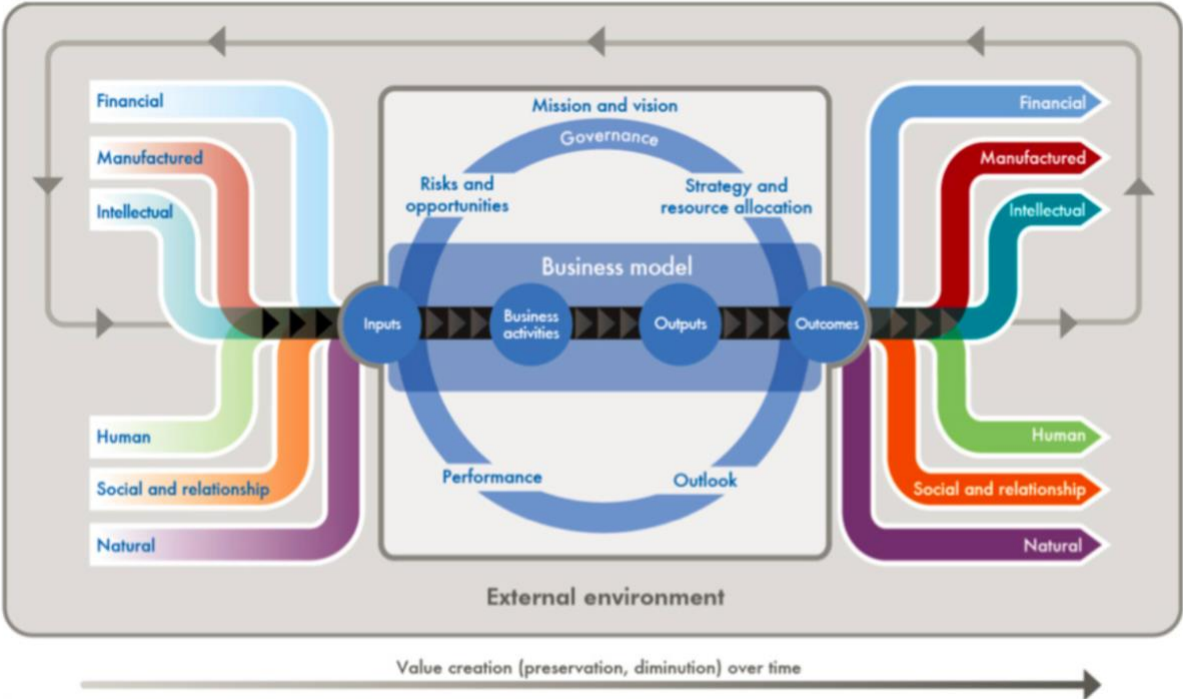 Financial
Manufactured
Intellectual
Human
Social and relationship
Natural
Mission and vision
Governance
Risks and
opportunities
Strategy and
resource allocation
Business model
Inputs
Business
activities
Outputs
Outcomes
Performance
Outlook
Financial
Manufactured
Intellectual
Human
Social and relationship
Natural
External environment
Value creation (preservation, diminution) over time